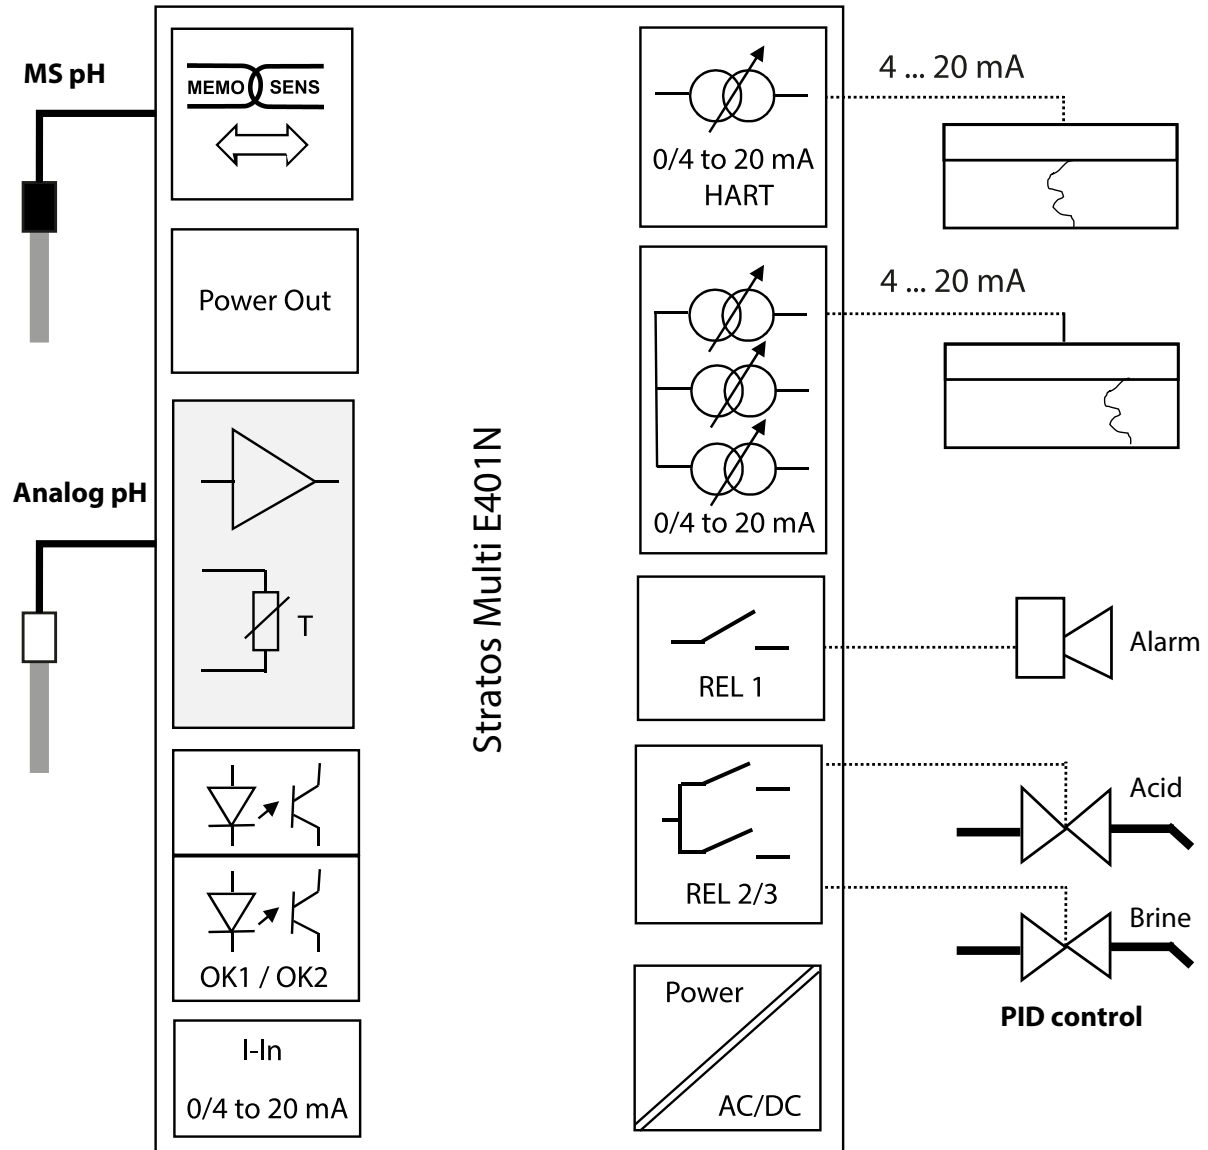 MS pH
MEMO SENS
Power Out
Analog pH
T
OK1 / OK2
I-In
0/4 to 20 mA
Stratos Multi E401N
0/4 to 20 mA
HART
4 ... 20 mA
0/4 to 20 mA
4 ... 20 mA
REL 1
Alarm
REL 2/3
Acid
Brine
PID control
Power
AC/DC